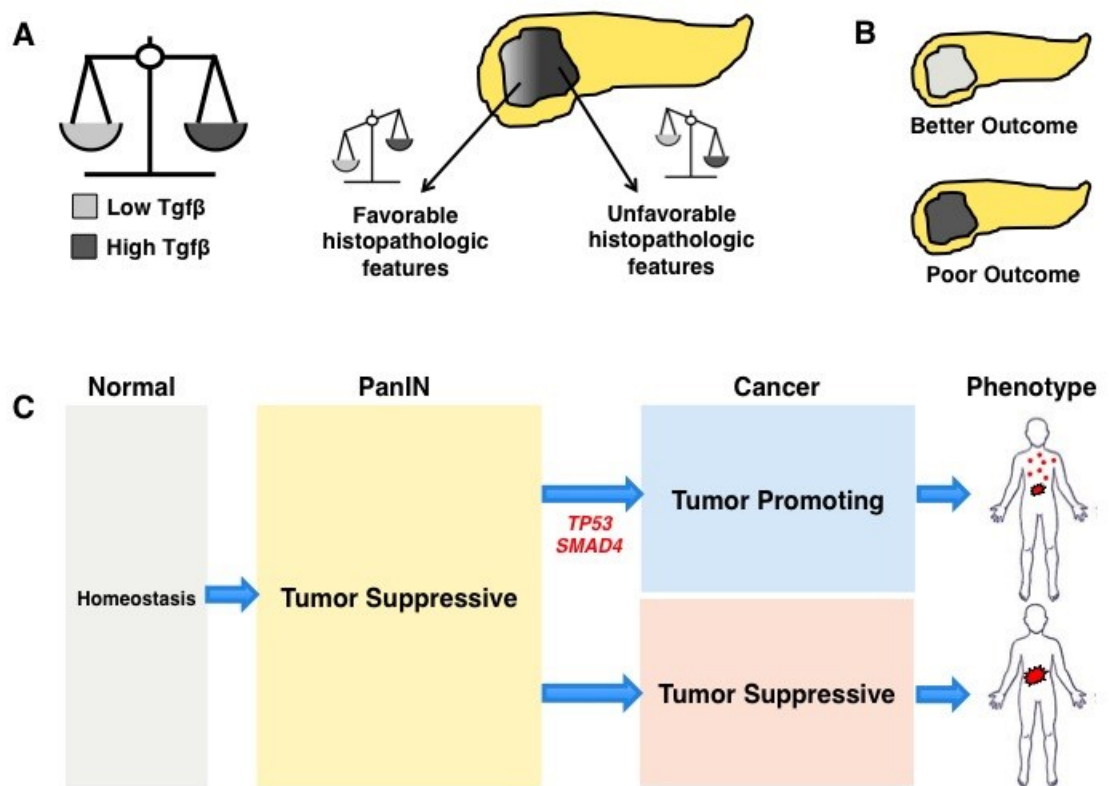 A
Low Tgfβ
High Tgfβ
Favorable
histopathologic
features
Unfavorable
histopathologic
features
B
Better Outcome
Poor Outcome
C
Normal
PanIN
Cancer
Phenotype
Homeostasis
Tumor Suppressive
TP53
SMAD4
Tumor Promoting
Tumor Suppressive